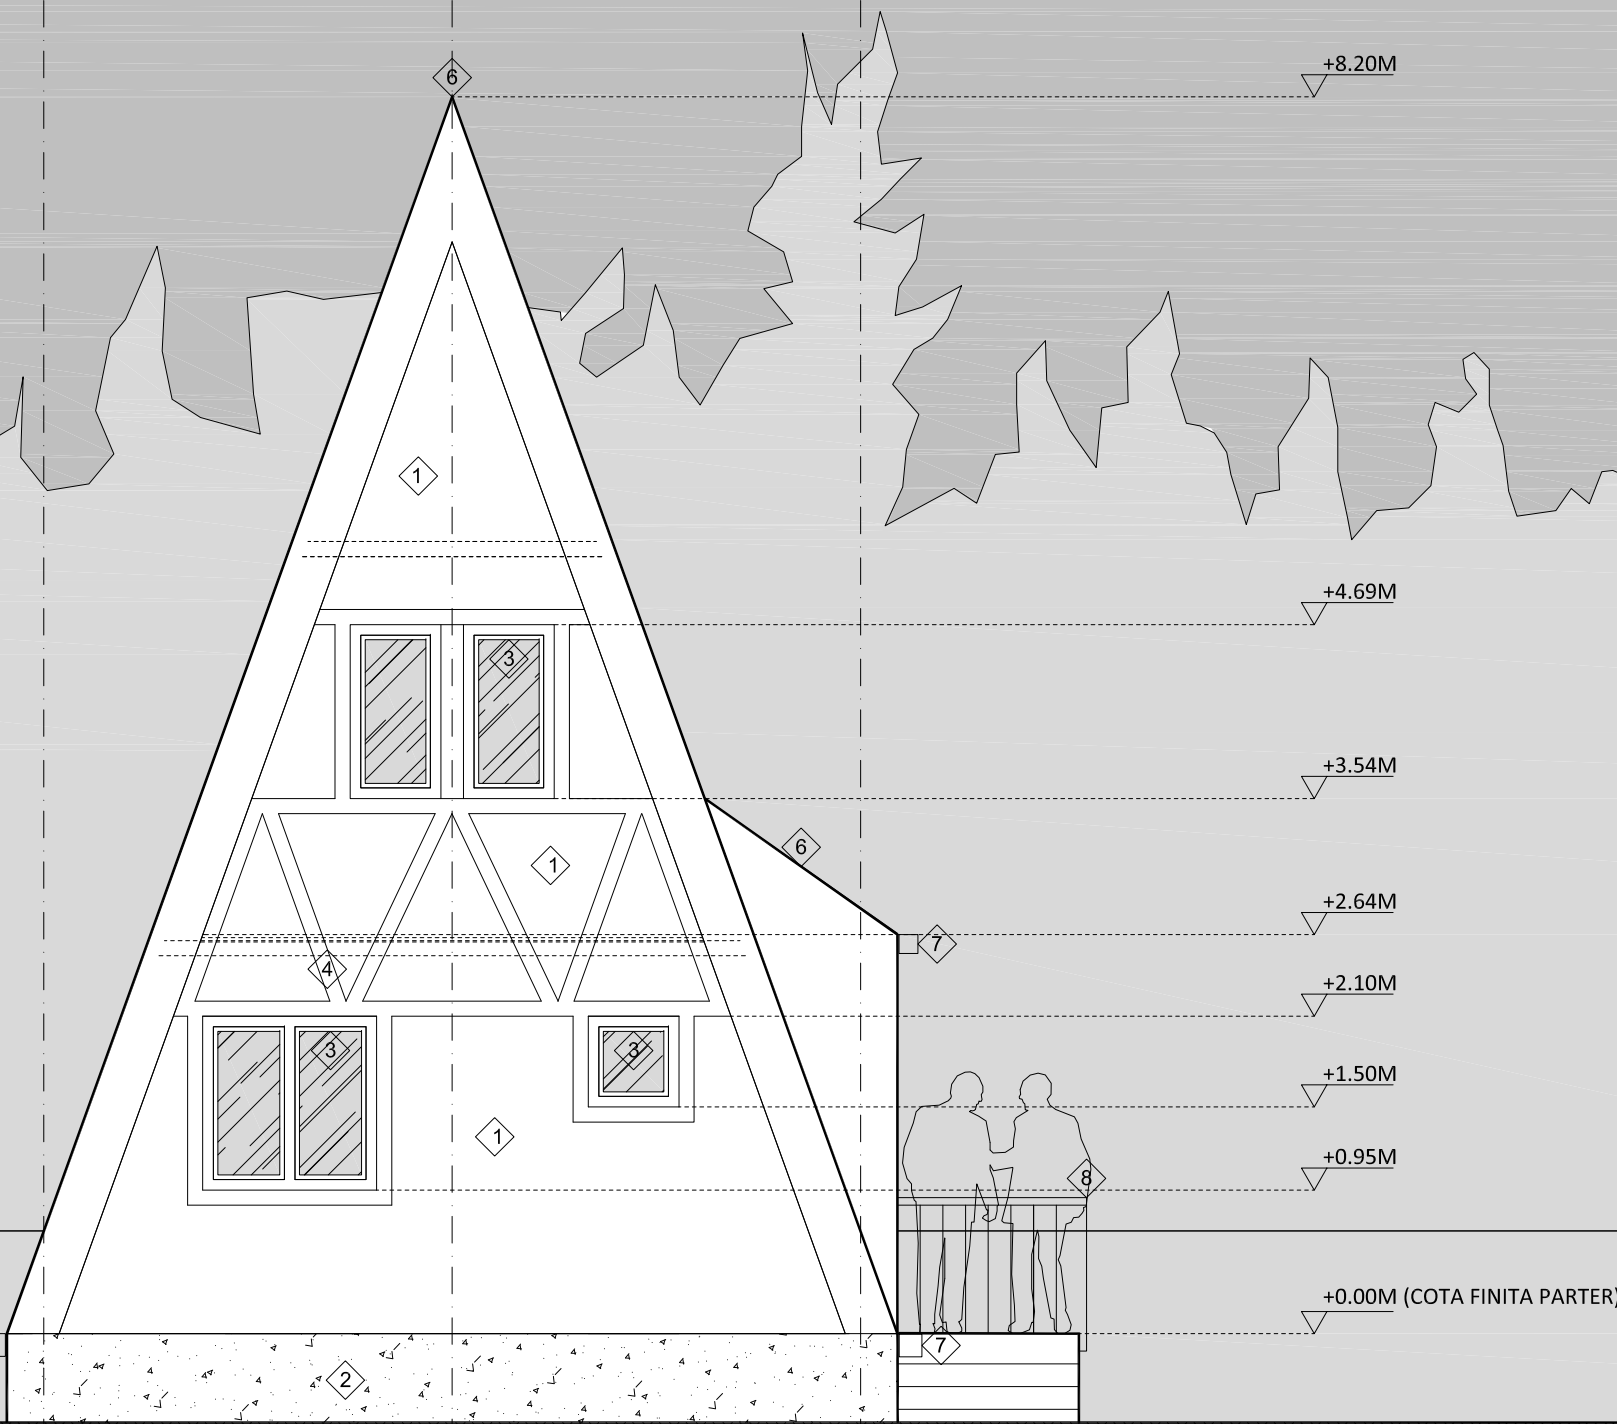 6
+8.20M
1
+4.69M
3
+3.54M
6
1
+2.64M
7
4
+2.10M
3
3
+1.50M
1
+0.95M
8
+0.00M (COTA FINITA PARTER)
7
2